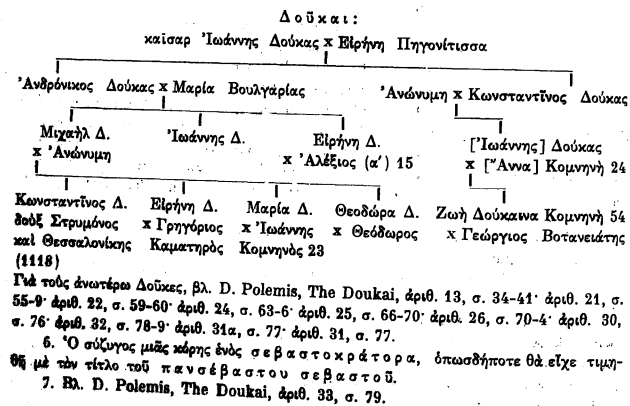 Δοῦκαι:
καῖσαρ Ἰωάννης Δούκας x Εἰρήνη Πηγονίτισσα
Ἀνδρόνικος Δούκας x Μαρία Βουλγαρίας
Ἀνώνυμη x Κωνσταντῖνος Δούκας
Μιχαὴλ Δ. Ἰωάννης Δ. Εἰρήνη Δ. [Ἰωάννης] Δούκας
x Ἀνώνυμη x Ἀλέξιος (α') 15 x [Ἄννα] Κομνηνὴ 24
Κωνσταντῖνος Δ. Εἰρήνη Δ. Μαρία Δ. Θεοδώρα Δ. Ζωὴ Δούκαινα Κομνηνὴ 54
δοὺξ Στρυμόνος x Γρηγόριος x Ἰωάννης x Θεόδωρος x Γεώργιος Βοτανειάτης
καὶ Θεσσαλονίκης Καματηρὸς Κομνηνὸς 23
(1118)
Γιὰ τοὺς ἀνωτέρω Δοῦκες, βλ. D. Polemis, The Doukai, ἀριθ. 13, σ. 34-41· ἀριθ. 21, σ.
55-9· ἀριθ. 22, σ. 59-60· ἀριθ. 24, σ. 63-6· ἀριθ. 25, σ. 66-70· ἀριθ. 26, σ. 70-4· ἀριθ. 30,
σ. 76· ἀριθ. 32, σ. 78-9· ἀριθ. 31α, σ. 77· ἀριθ. 31, σ. 77.
6. Ὁ σύζυγος μιᾶς κόρης ἑνὸς σεβαστοκράτορα, ὁπωσδήποτε θὰ εἶχε τιμη-
θῆ μὲ τὸν τίτλο τοῦ πανσέβαστου σεβαστοῦ.
7. Βλ. D. Polemis, The Doukai, ἀριθ. 33, σ. 79.